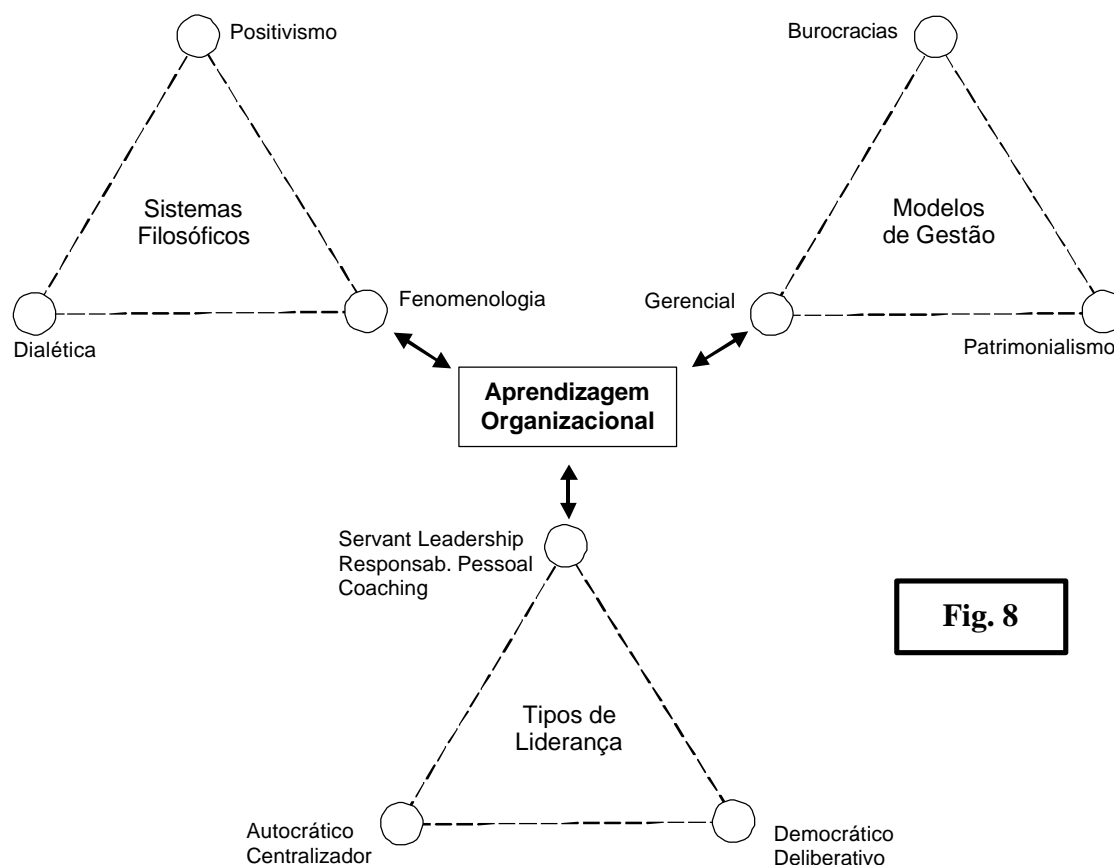 Positivismo
Sistemas
Filosóficos
Fenomenologia
Dialética
Burocracias
Modelos
de Gestão
Gerencial
Patrimonialismo
Aprendizagem
Organizacional
Servant Leadership
Responsab. Pessoal
Coaching
Tipos de
Liderança
Autocrático
Centralizador
Democrático
Deliberativo
Fig. 8